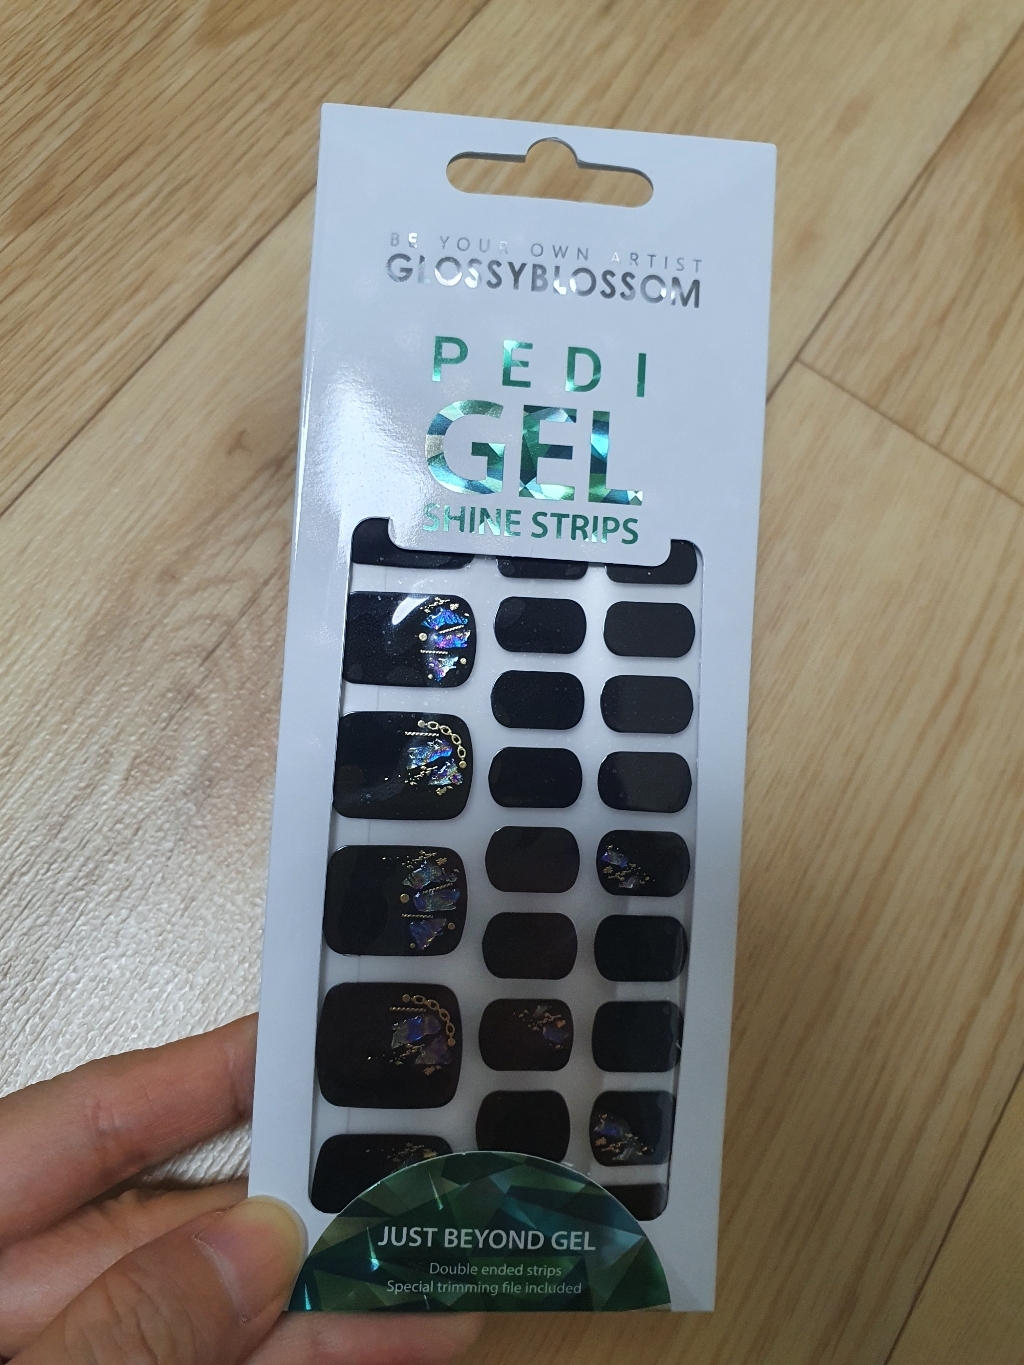 BE YOUR OWN ARTIST
GLOSSYBLOSSOM
PEDI
GEL
SHINE STRIPS
JUST BEYOND GEL
Double ended strips
Special trimming file included